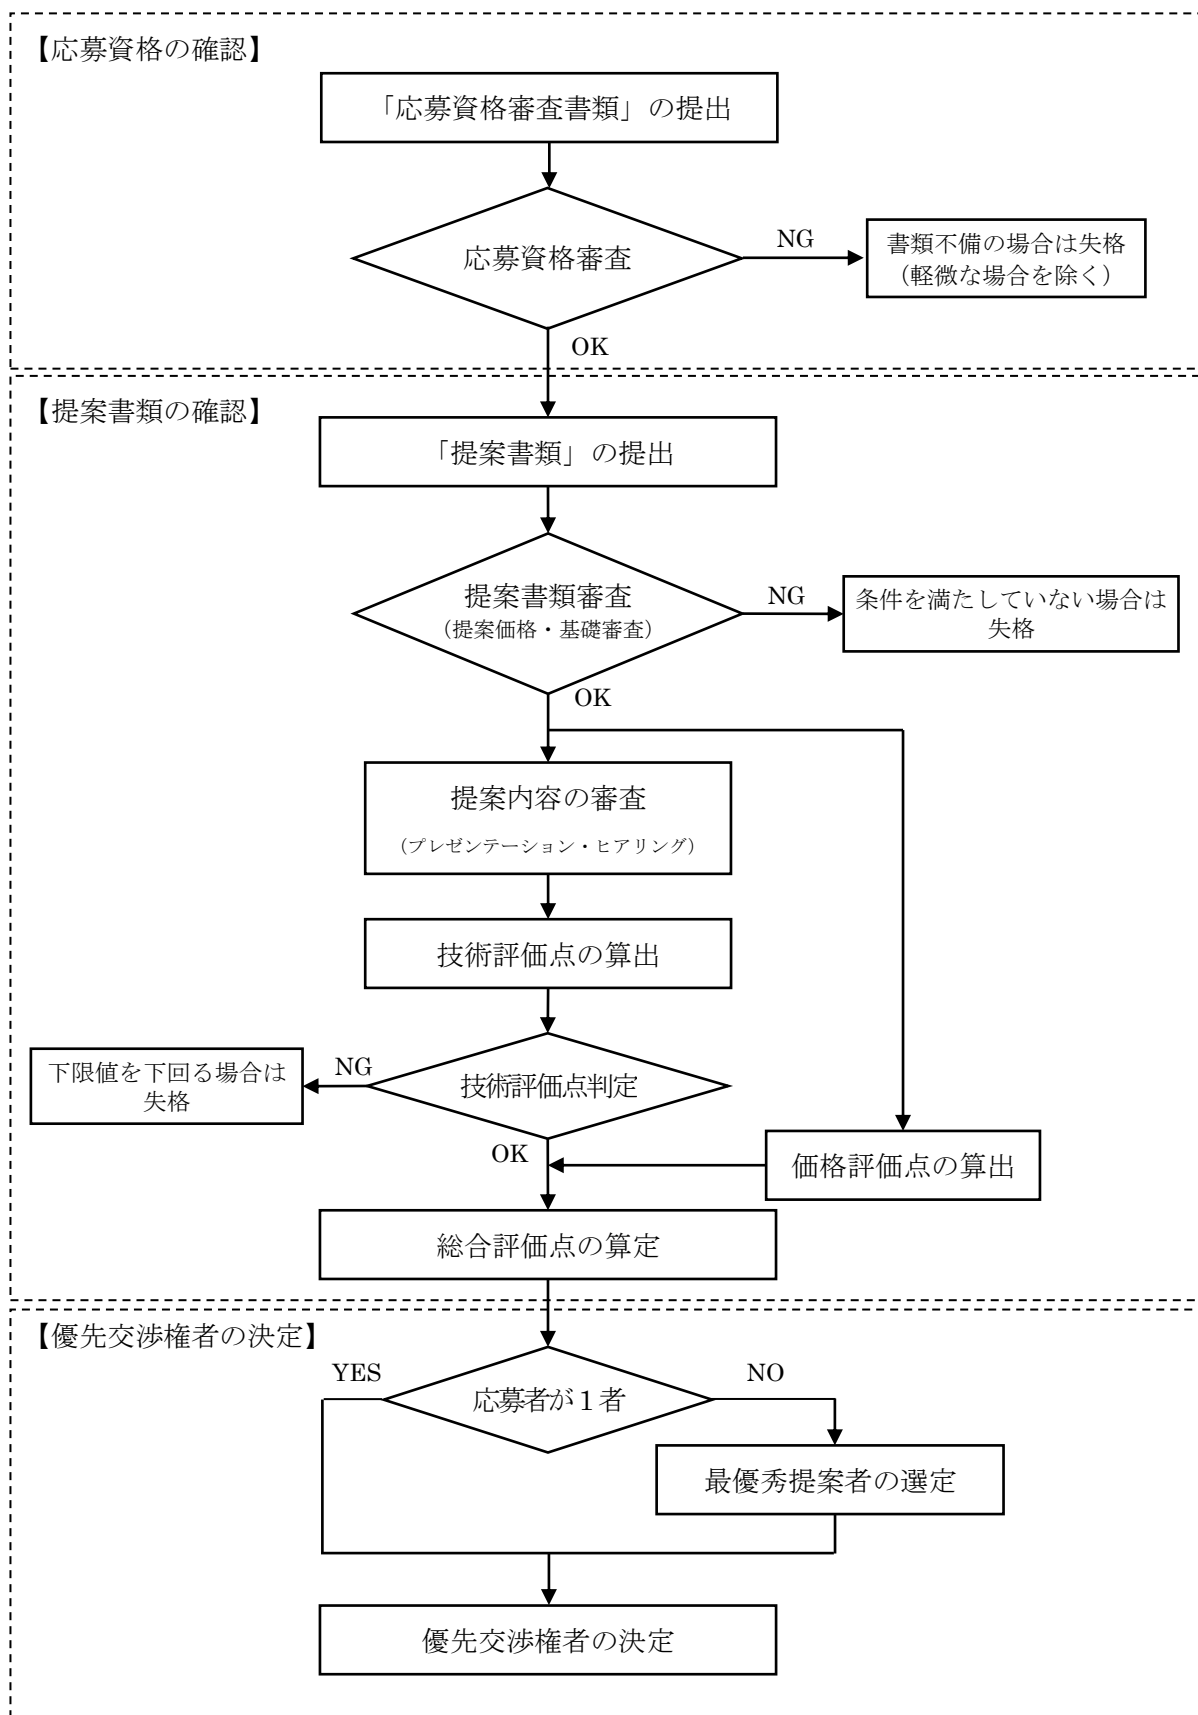 【応募資格の確認】
「応募資格審査書類」の提出
応募資格審査
NG
書類不備の場合は失格
（軽微な場合を除く）
OK
【提案書類の確認】
「提案書類」の提出
提案書類審査
（提案価格・基礎審査）
NG
条件を満たしていない場合は
失格
OK
提案内容の審査
（プレゼンテーション・ヒアリング）
技術評価点の算出
技術評価点判定
NG
下限値を下回る場合は
失格
OK
価格評価点の算出
総合評価点の算定
【優先交渉権者の決定】
YES
応募者が１者
NO
最優秀提案者の選定
優先交渉権者の決定